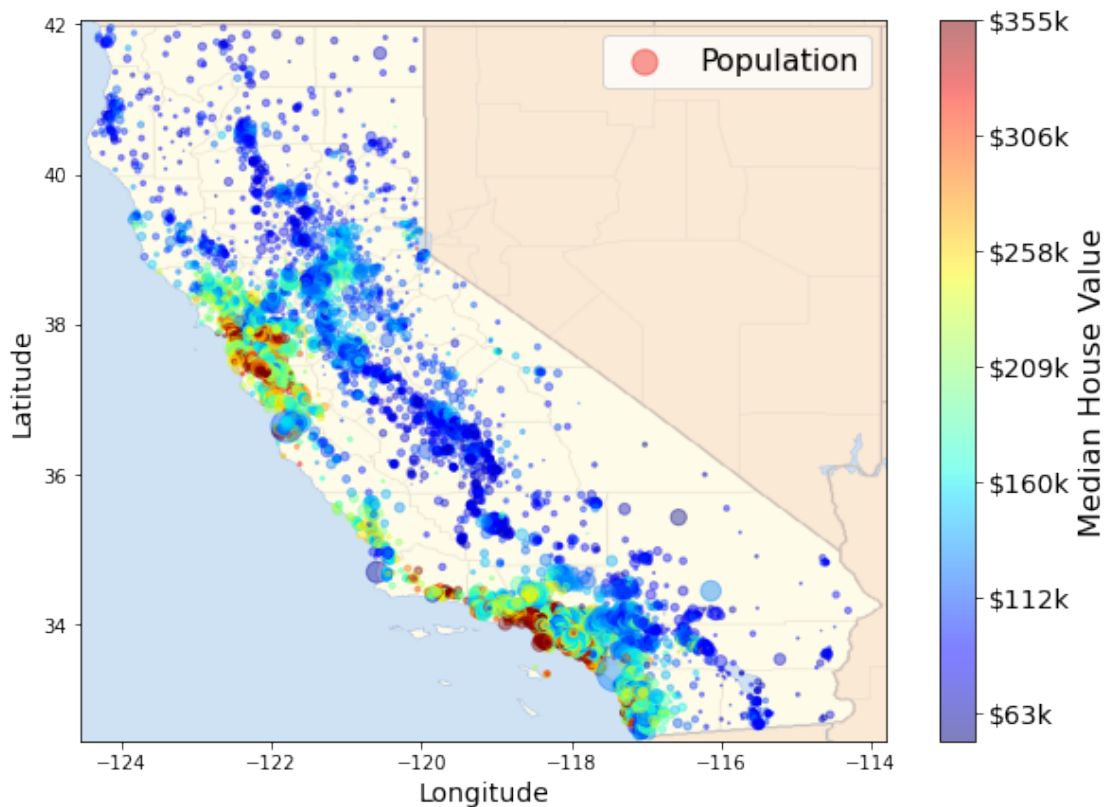 Population
42
40
38
36
34
Latitude
−124
−122
−120
−118
−116
−114
Longitude
$355k
$306k
$258k
$209k
$160k
$112k
$63k
Median House Value